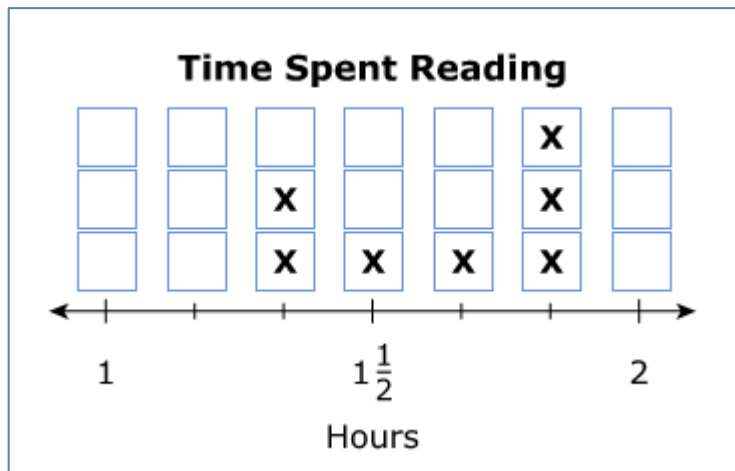 Time Spent Reading
X
X X
X X X X
1 1 1/2 2
Hours